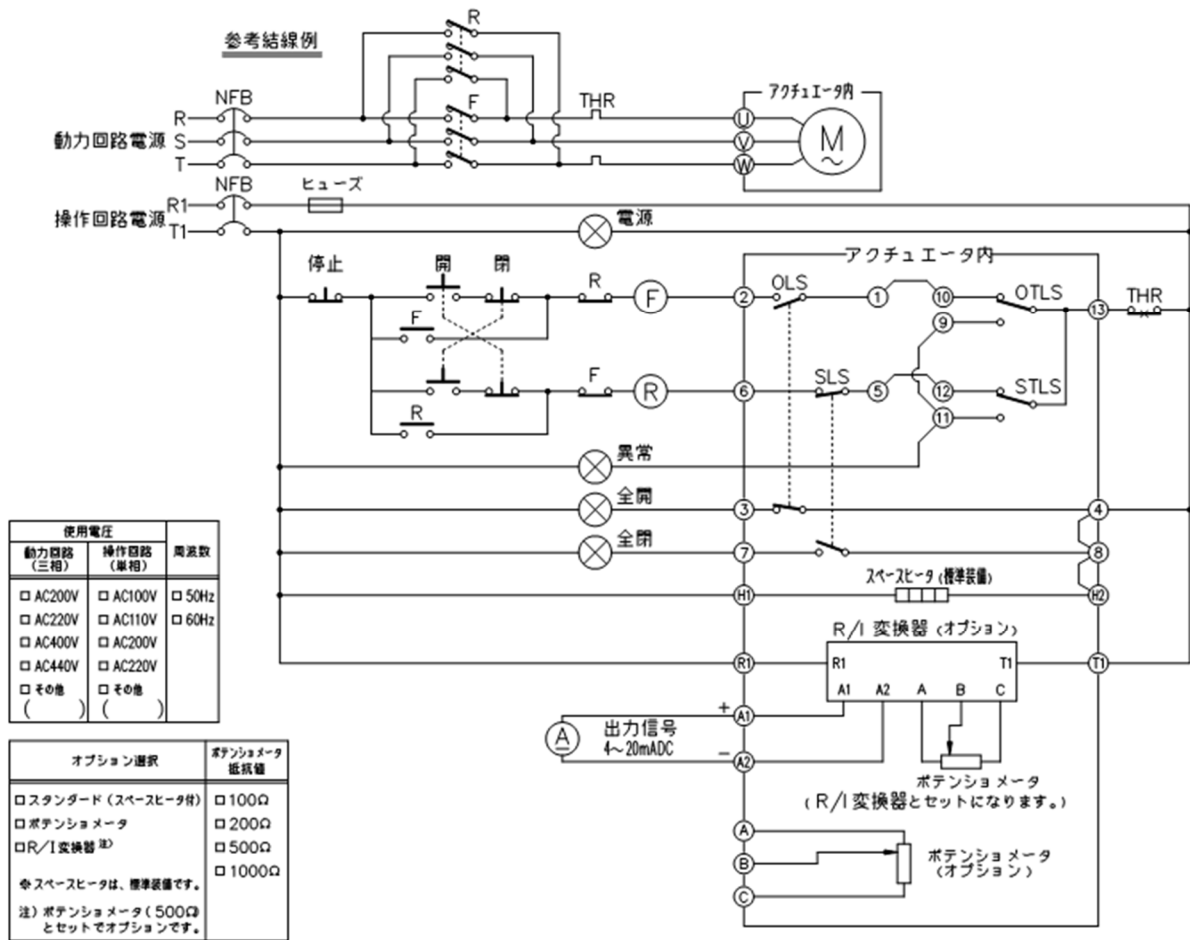 参考結線例
R
NFB
F
THR
アクチュエータ内
R
S
T
動力回路電源
U
V
W
M
~
NFB
ヒューズ
操作回路電源
R1
T1
電源
停止
開
閉
R
F
アクチュエータ内
2
OLS
1
10
OTLS
13
THR
F
9
F
R
6
SLS
5
12
STLS
R
11
異常
全開
3
4
全閉
7
8
スペースヒータ(標準装備)
H1
H2
R/I 変換器 (オプション)
R1
R1
T1
T1
A1
A2
A
B
C
+
A1
A
出力信号
4~20mADC
-
A2
ポテンショメータ
(R/I変換器とセットになります。)
A
B
C
ポテンショメータ
(オプション)
使用電圧
周波数
動力回路
(三相)
操作回路
(単相)
□ AC200V □ AC100V □ 50Hz
□ AC220V □ AC110V □ 60Hz
□ AC400V □ AC200V
□ AC440V □ AC220V
□ その他 □ その他
( ) ( )
オプション選択
ポテンショメータ
抵抗値
□スタンダード (スペースヒータ付) □100Ω
□ポテンショメータ □200Ω
□R/I変換器 注) □500Ω
□1000Ω
※スペースヒータは、標準装備です。
注) ポテンショメータ(500Ω)
とセットでオプションです。